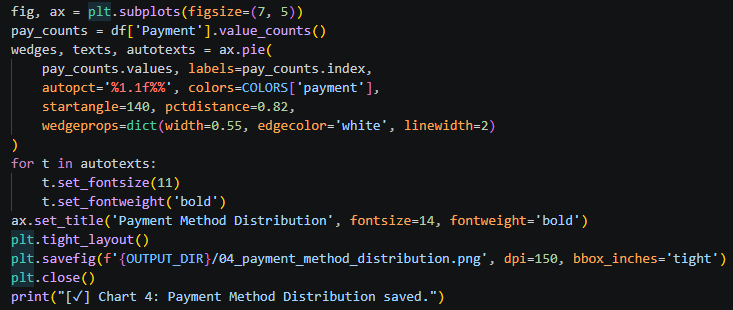 fig, ax = plt.subplots(figsize=(7, 5))
pay_counts = df['Payment'].value_counts()
wedges, texts, autotexts = ax.pie(
    pay_counts.values, labels=pay_counts.index,
    autopct='%1.1f%%', colors=COLORS['payment'],
    startangle=140, pctdistance=0.82,
    wedgeprops=dict(width=0.55, edgecolor='white', linewidth=2)
)
for t in autotexts:
    t.set_fontsize(11)
    t.set_fontweight('bold')
ax.set_title('Payment Method Distribution', fontsize=14, fontweight='bold')
plt.tight_layout()
plt.savefig(f'{OUTPUT_DIR}/04_payment_method_distribution.png', dpi=150, bbox_inches='tight')
plt.close()
print("[✓] Chart 4: Payment Method Distribution saved.")